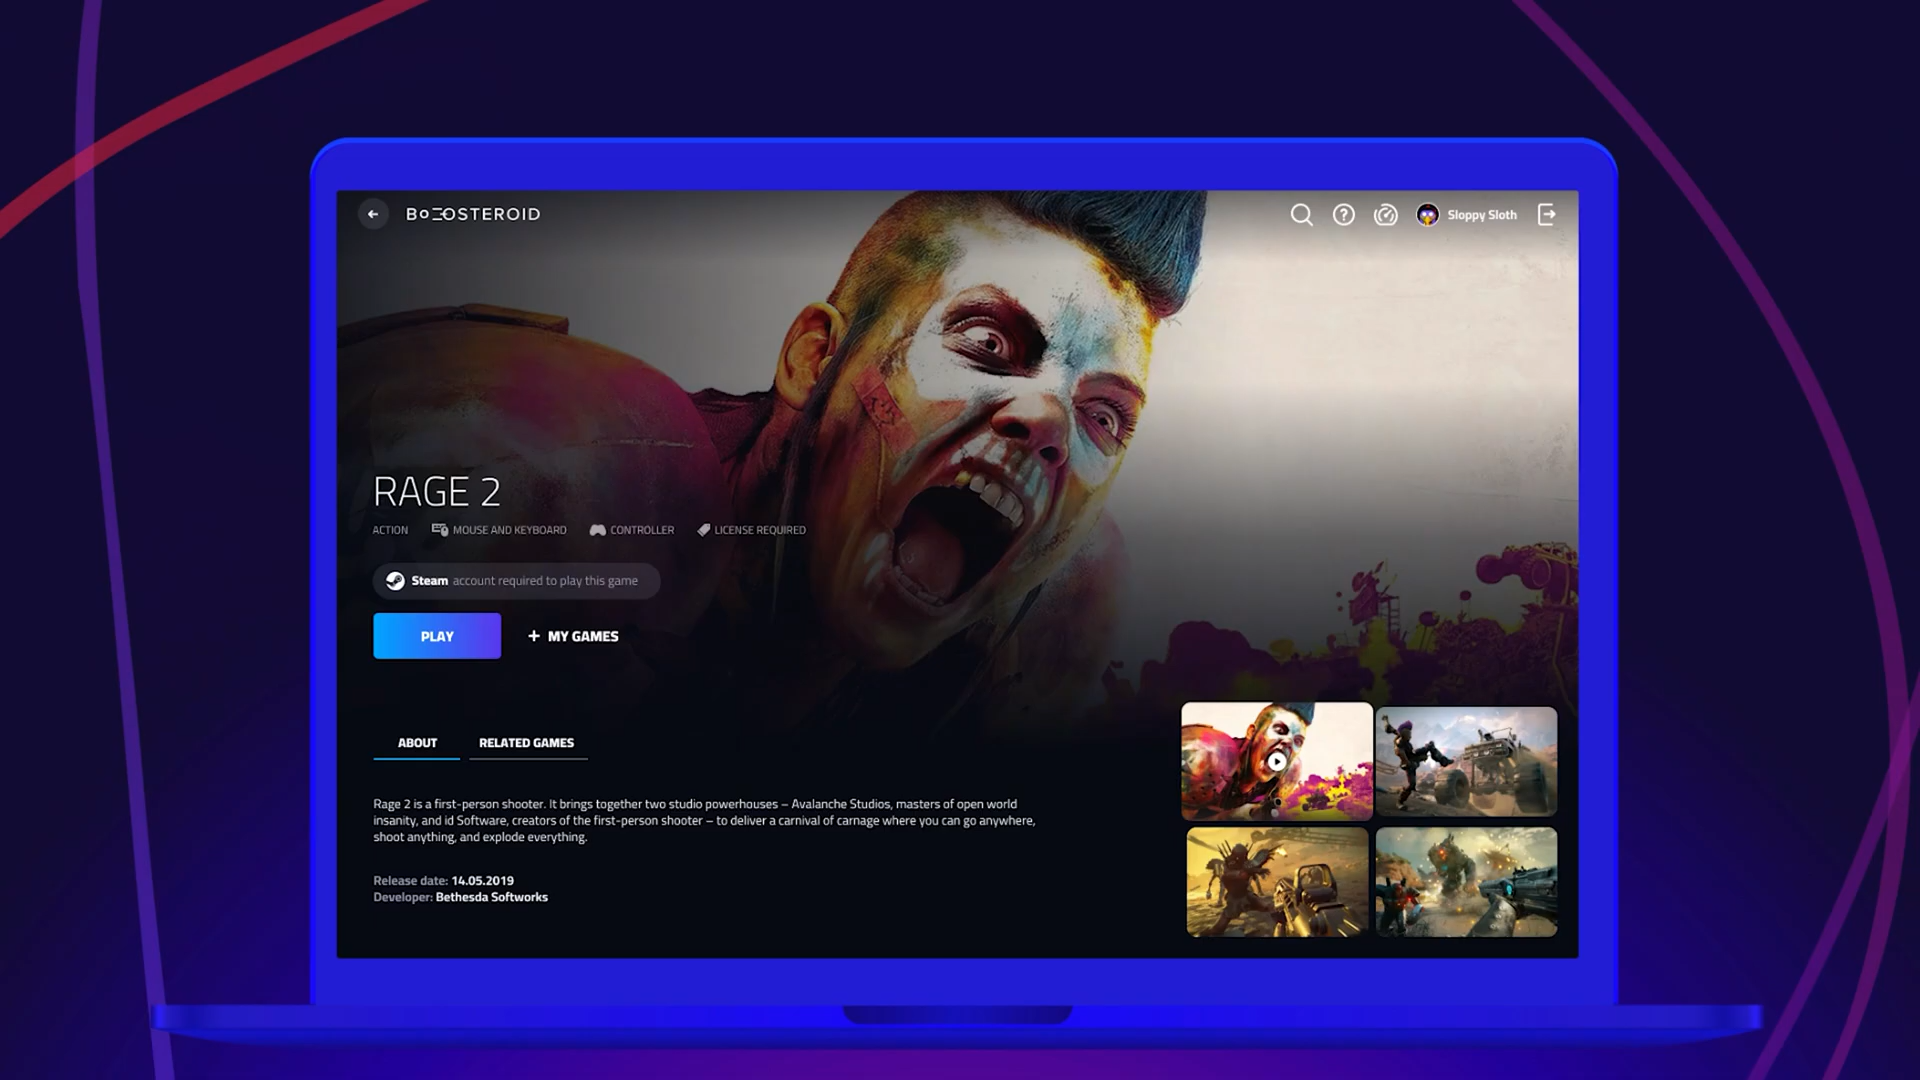 BOOSTEROID
Sloppy Sloth
RAGE 2
ACTION MOUSE AND KEYBOARD CONTROLLER LICENSE REQUIRED
Steam account required to play this game
PLAY + MY GAMES
ABOUT RELATED GAMES
Rage 2 is a first-person shooter. It brings together two studio powerhouses – Avalanche Studios, masters of open world
insanity, and id Software, creators of the first-person shooter – to deliver a carnival of carnage where you can go anywhere,
shoot anything, and explode everything.
Release date: 14.05.2019
Developer: Bethesda Softworks